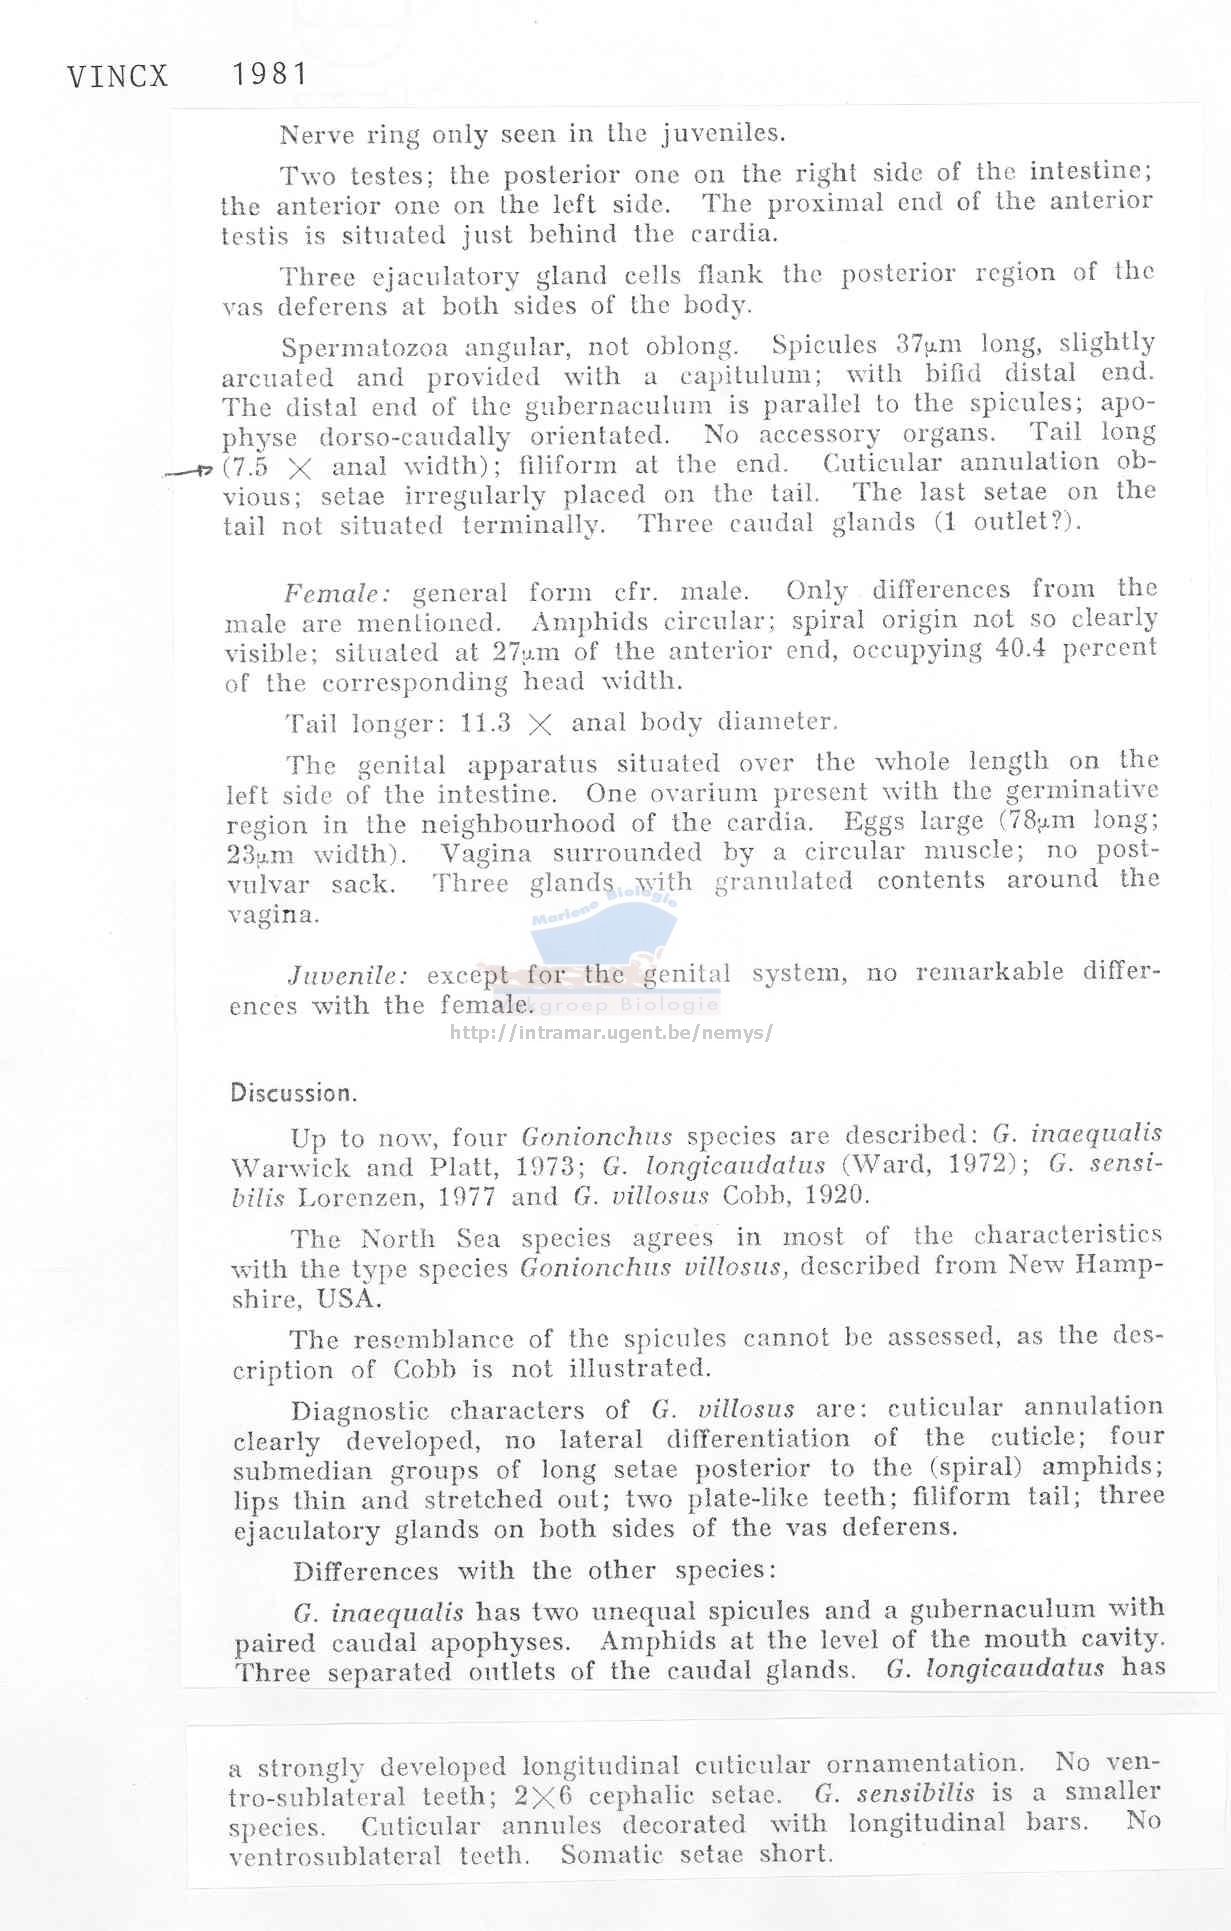 VINCX 1981
Nerve ring only seen in the juveniles.
Two testes; the posterior one on the right side of the intestine;
the anterior one on the left side. The proximal end of the anterior
testis is situated just behind the cardia.
Three ejaculatory gland cells flank the posterior region of the
vas deferens at both sides of the body.
Spermatozoa angular, not oblong. Spicules 37µm long, slightly
arcuated and provided with a capitulum; with bifid distal end.
The distal end of the gubernaculum is parallel to the spicules; apo-
physe dorso-caudally orientated. No accessory organs. Tail long
(7.5 × anal width); filiform at the end. Cuticular annulation ob-
vious; setae irregularly placed on the tail. The last setae on the
tail not situated terminally. Three caudal glands (1 outlet?).
Female: general form cfr. male. Only differences from the
male are mentioned. Amphids circular; spiral origin not so clearly
visible; situated at 27µm of the anterior end, occupying 40.4 percent
of the corresponding head width.
Tail longer: 11.3 × anal body diameter.
The genital apparatus situated over the whole length on the
left side of the intestine. One ovarium present with the germinative
region in the neighbourhood of the cardia. Eggs large (78µm long;
23µm width). Vagina surrounded by a circular muscle; no post-
vulvar sack. Three glands with granulated contents around the
vagina.
Mariene Biologie
Juvenile: except for the genital system, no remarkable differ-
ences with the female.
Biologie
http://intramar.ugent.be/nemys/
Discussion.
Up to now, four Gonionchus species are described: G. inaequalis
Warwick and Platt, 1973; G. longicaudatus (Ward, 1972); G. sensi-
bilis Lorenzen, 1977 and G. villosus Cobb, 1920.
The North Sea species agrees in most of the characteristics
with the type species Gonionchus villosus, described from New Hamp-
shire, USA.
The resemblance of the spicules cannot be assessed, as the des-
cription of Cobb is not illustrated.
Diagnostic characters of G. villosus are: cuticular annulation
clearly developed, no lateral differentiation of the cuticle; four
submedian groups of long setae posterior to the (spiral) amphids;
lips thin and stretched out; two plate-like teeth; filiform tail; three
ejaculatory glands on both sides of the vas deferens.
Differences with the other species:
G. inaequalis has two unequal spicules and a gubernaculum with
paired caudal apophyses. Amphids at the level of the mouth cavity.
Three separated outlets of the caudal glands. G. longicaudatus has
a strongly developed longitudinal cuticular ornamentation. No ven-
tro-sublateral teeth; 2×6 cephalic setae. G. sensibilis is a smaller
species. Cuticular annules decorated with longitudinal bars. No
ventrosublateral teeth. Somatic setae short.